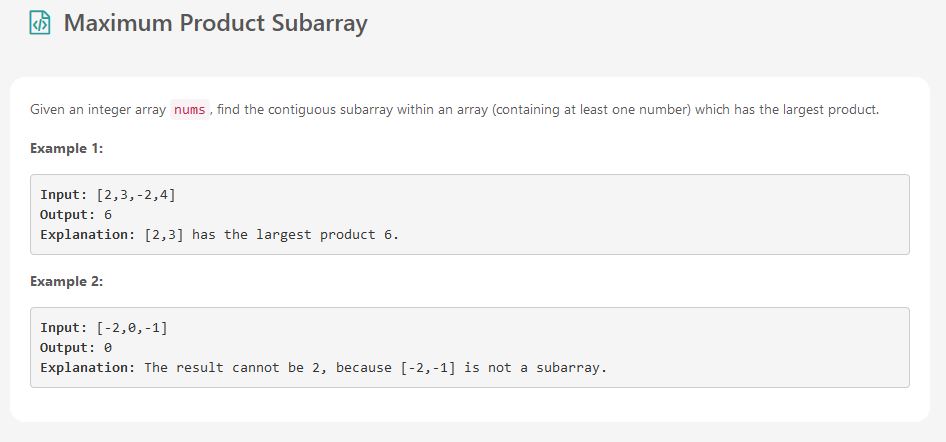 Maximum Product Subarray
Given an integer array nums , find the contiguous subarray within an array (containing at least one number) which has the largest product.
Example 1:
Input: [2,3,-2,4]
Output: 6
Explanation: [2,3] has the largest product 6.
Example 2:
Input: [-2,0,-1]
Output: 0
Explanation: The result cannot be 2, because [-2,-1] is not a subarray.